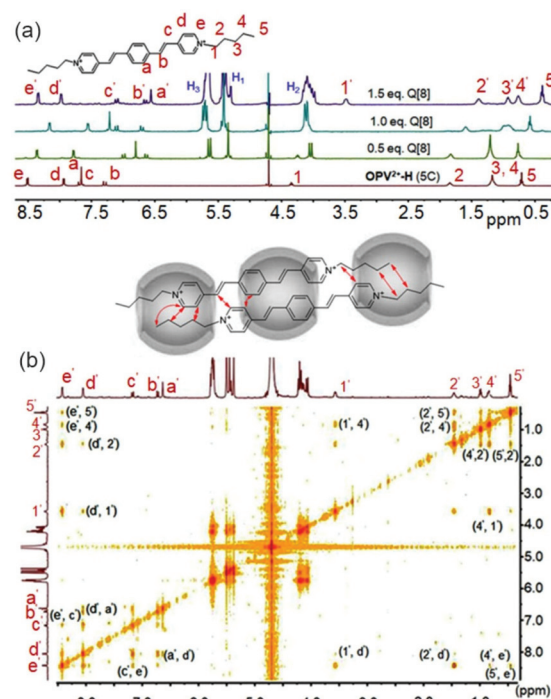 (a)
d e 2 4
c 5
b 1 3
a
e' d' c' b' a' H₃ H₁ H₂ 1' 2' 3' 4' 5'
1.5 eq. Q[8]
1.0 eq. Q[8]
0.5 eq. Q[8]
a
e d c b 1 2 3, 4 5
OPV²⁺-H (5C)
8.5 7.5 6.5 5.5 4.5 3.5 2.5 1.5
ppm
N⁺ N⁺
N⁺ N⁺
(b)
e' d' c' b' a' 1' 2' 3' 4' 5'
5' (e', 5') (2', 5')
4' (e', 4') (1', 4') (2', 4')
3'
2' (d', 2') (4',2') (5',2')
1.0
2.0
3.0
1' (d', 1') (4', 1')
4.0
5.0
6.0
a'
b' (e', c') (d', a')
c'
7.0
d' (c', e') (a', d') (1', d') (2', d') (4', e')
8.0
e' (5', e')
(ppm)